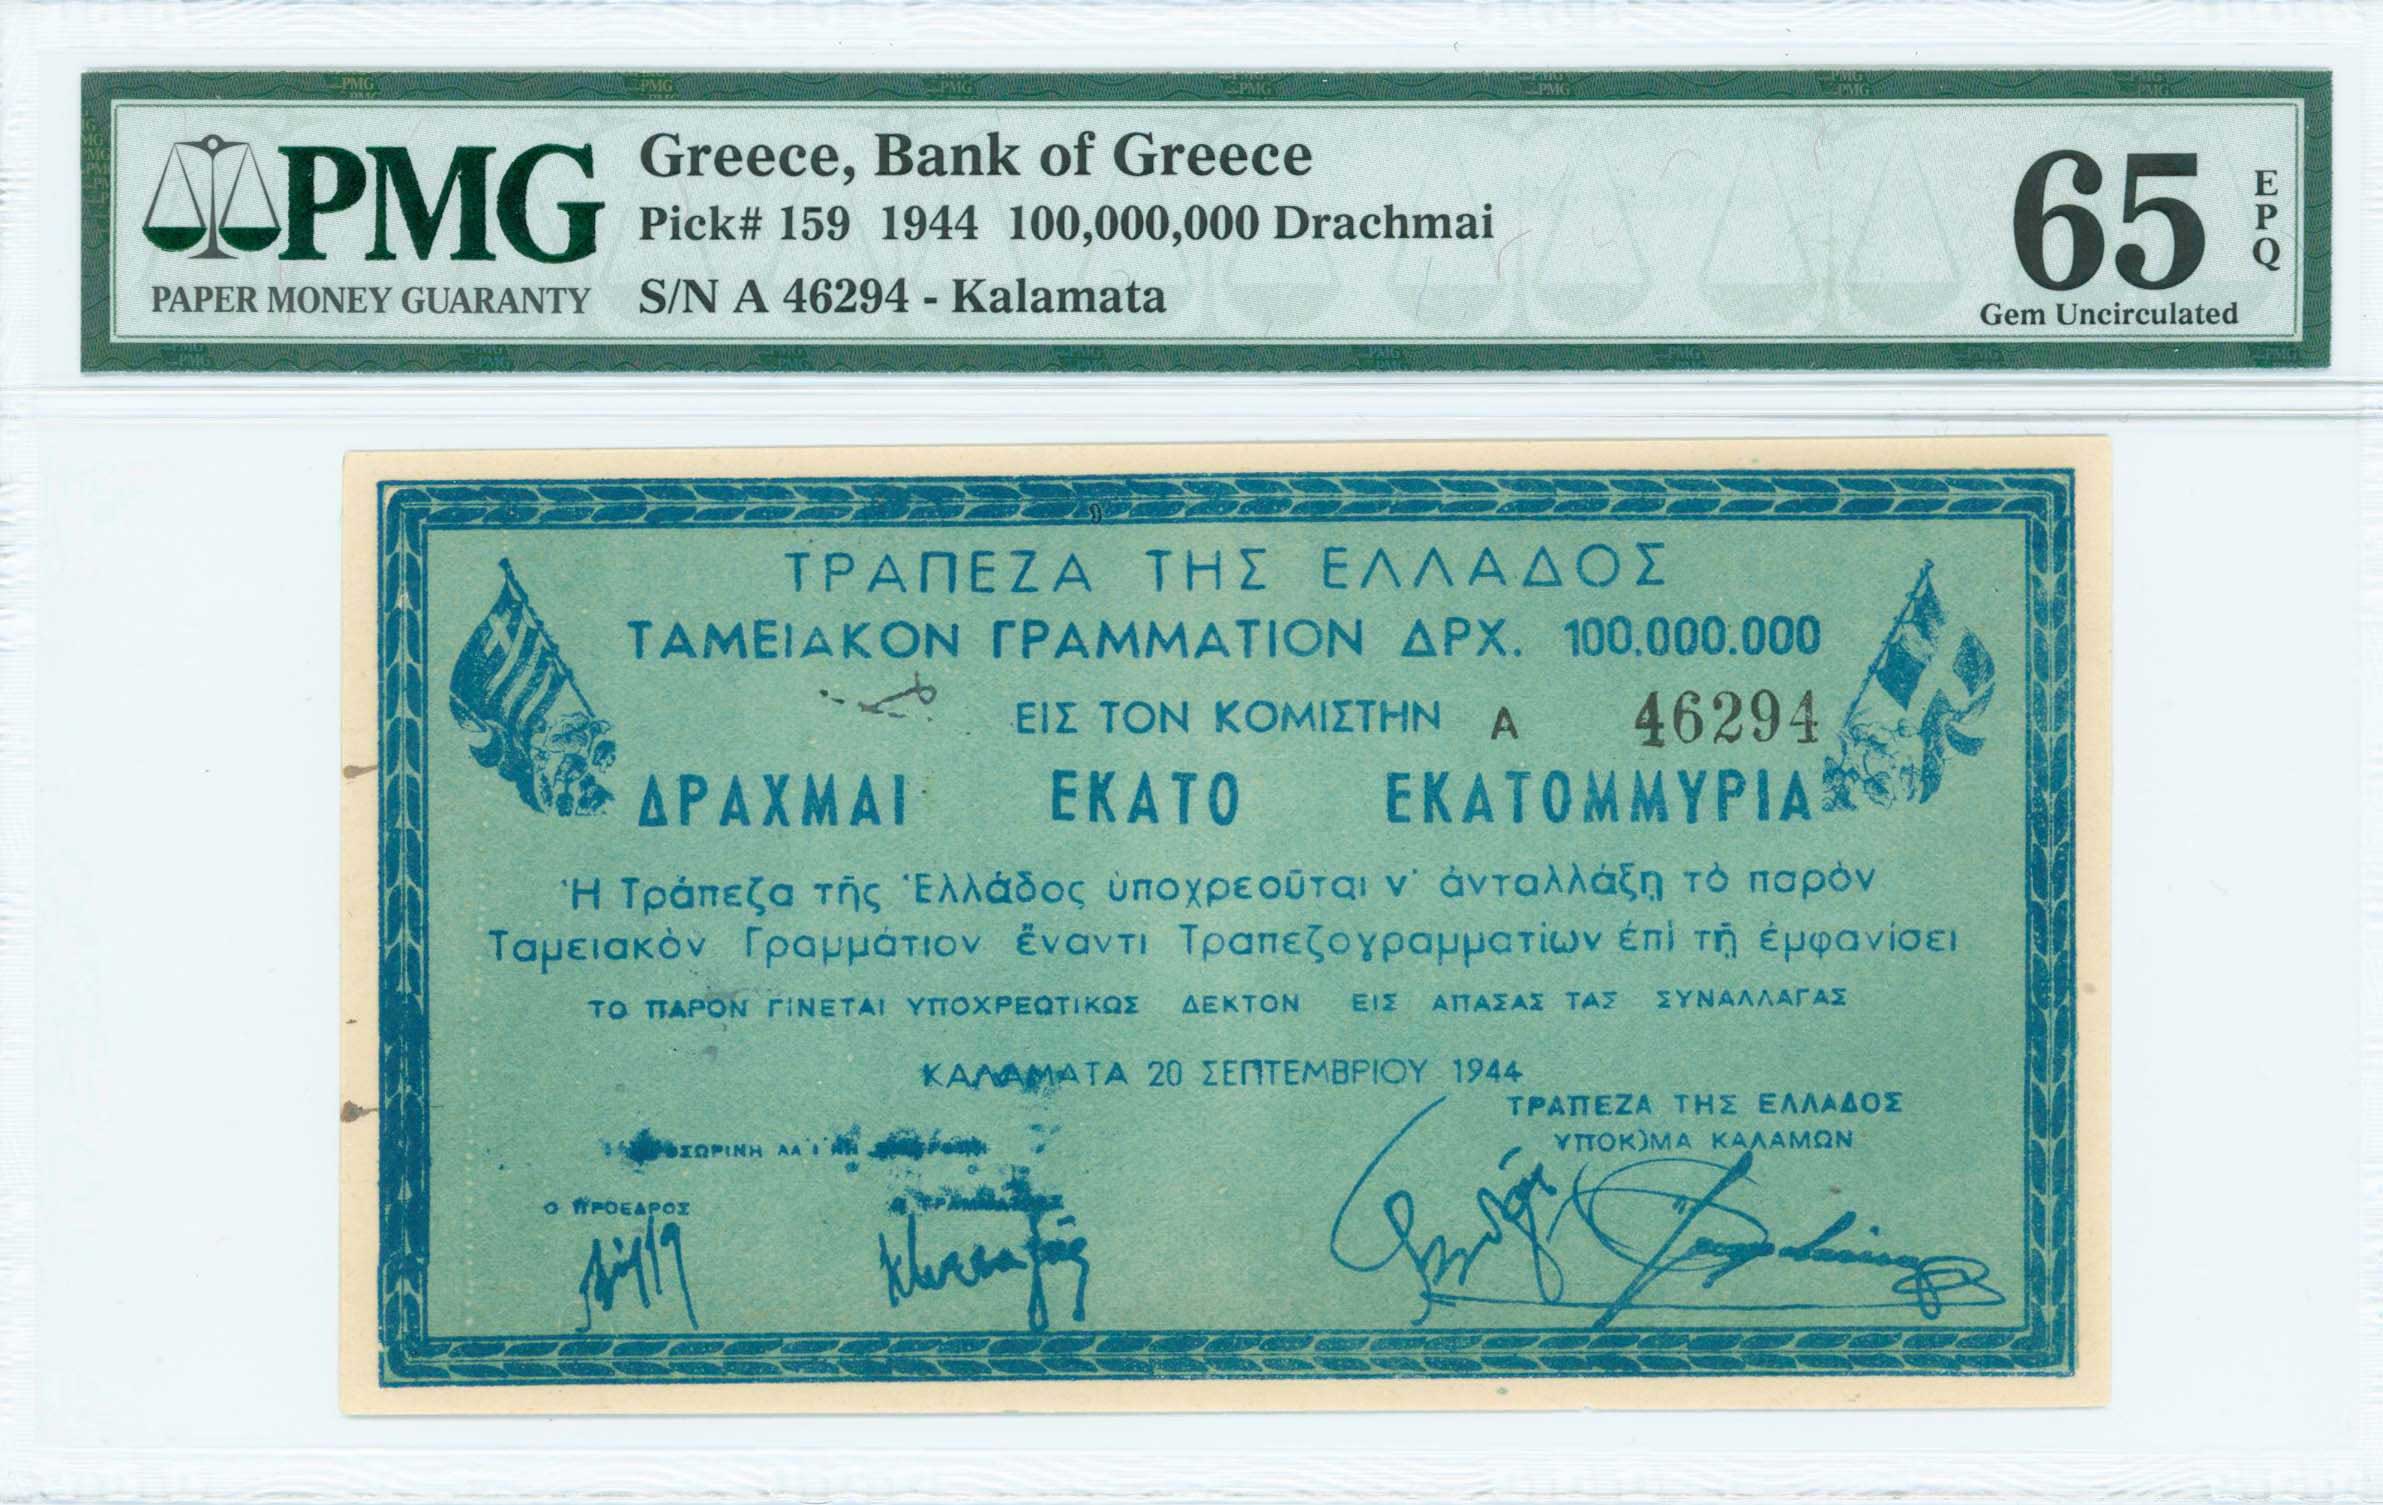 PMG
PAPER MONEY GUARANTY
Greece, Bank of Greece
Pick# 159 1944 100,000,000 Drachmai
S/N A 46294 - Kalamata
65
EPQ
Gem Uncirculated
ΤΡΑΠΕΖΑ ΤΗΣ ΕΛΛΑΔΟΣ
ΤΑΜΕΙΑΚΟΝ ΓΡΑΜΜΑΤΙΟΝ ΔΡΧ. 100.000.000
ΕΙΣ ΤΟΝ ΚΟΜΙΣΤΗΝ Α 46294
ΔΡΑΧΜΑΙ ΕΚΑΤΟ ΕΚΑΤΟΜΜΥΡΙΑ
Ἡ Τράπεζα τῆς Ἑλλάδος ὑποχρεοῦται ν' ἀνταλλάξῃ τὸ παρὸν
Ταμειακὸν Γραμμάτιον ἔναντι Τραπεζογραμματίων ἐπὶ τῇ ἐμφανίσει
ΤΟ ΠΑΡΟΝ ΓΙΝΕΤΑΙ ΥΠΟΧΡΕΩΤΙΚΩΣ ΔΕΚΤΟΝ ΕΙΣ ΑΠΑΣΑΣ ΤΑΣ ΣΥΝΑΛΛΑΓΑΣ
ΚΑΛΑΜΑΤΑ 20 ΣΕΠΤΕΜΒΡΙΟΥ 1944
ΤΡΑΠΕΖΑ ΤΗΣ ΕΛΛΑΔΟΣ
ΥΠΟΚ)ΜΑ ΚΑΛΑΜΩΝ
Ο ΠΡΟΕΔΡΟΣ